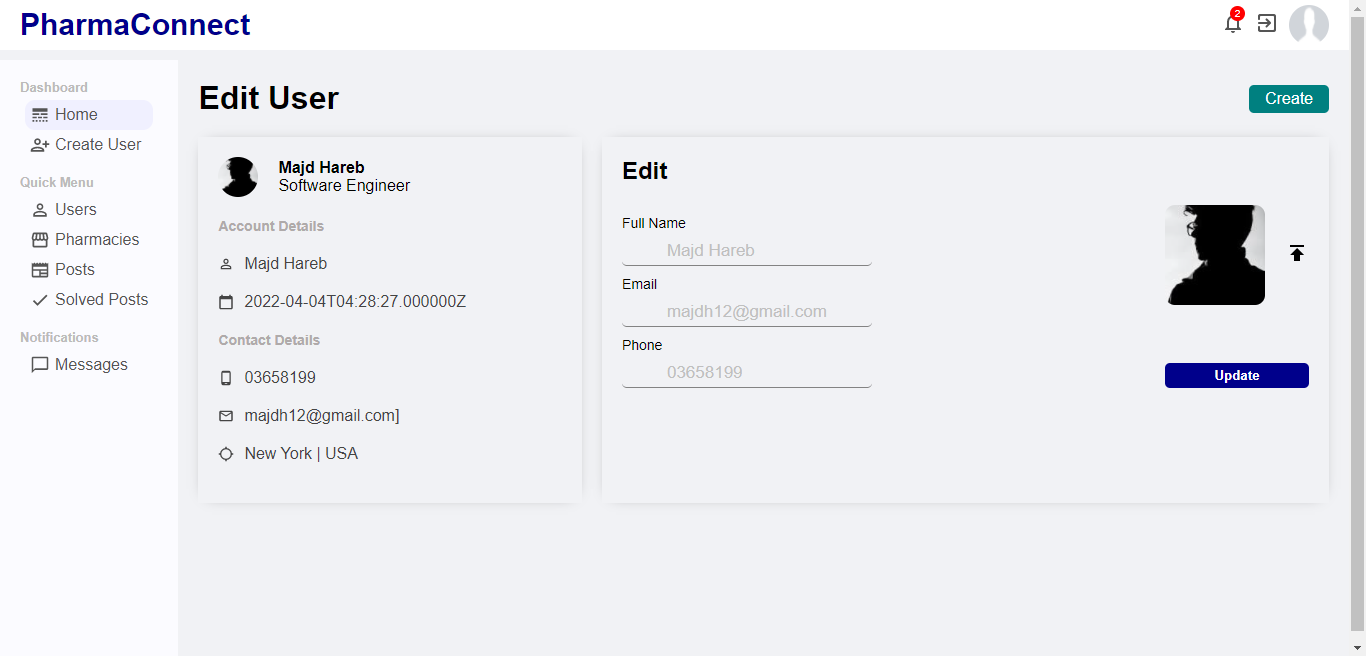 PharmaConnect
2
Dashboard
Home
Create User
Quick Menu
Users
Pharmacies
Posts
Solved Posts
Notifications
Messages
Edit User
Create
Majd Hareb
Software Engineer
Account Details
Majd Hareb
2022-04-04T04:28:27.000000Z
Contact Details
03658199
majdh12@gmail.com]
New York | USA
Edit
Full Name
Majd Hareb
Email
majdh12@gmail.com
Phone
03658199
Update